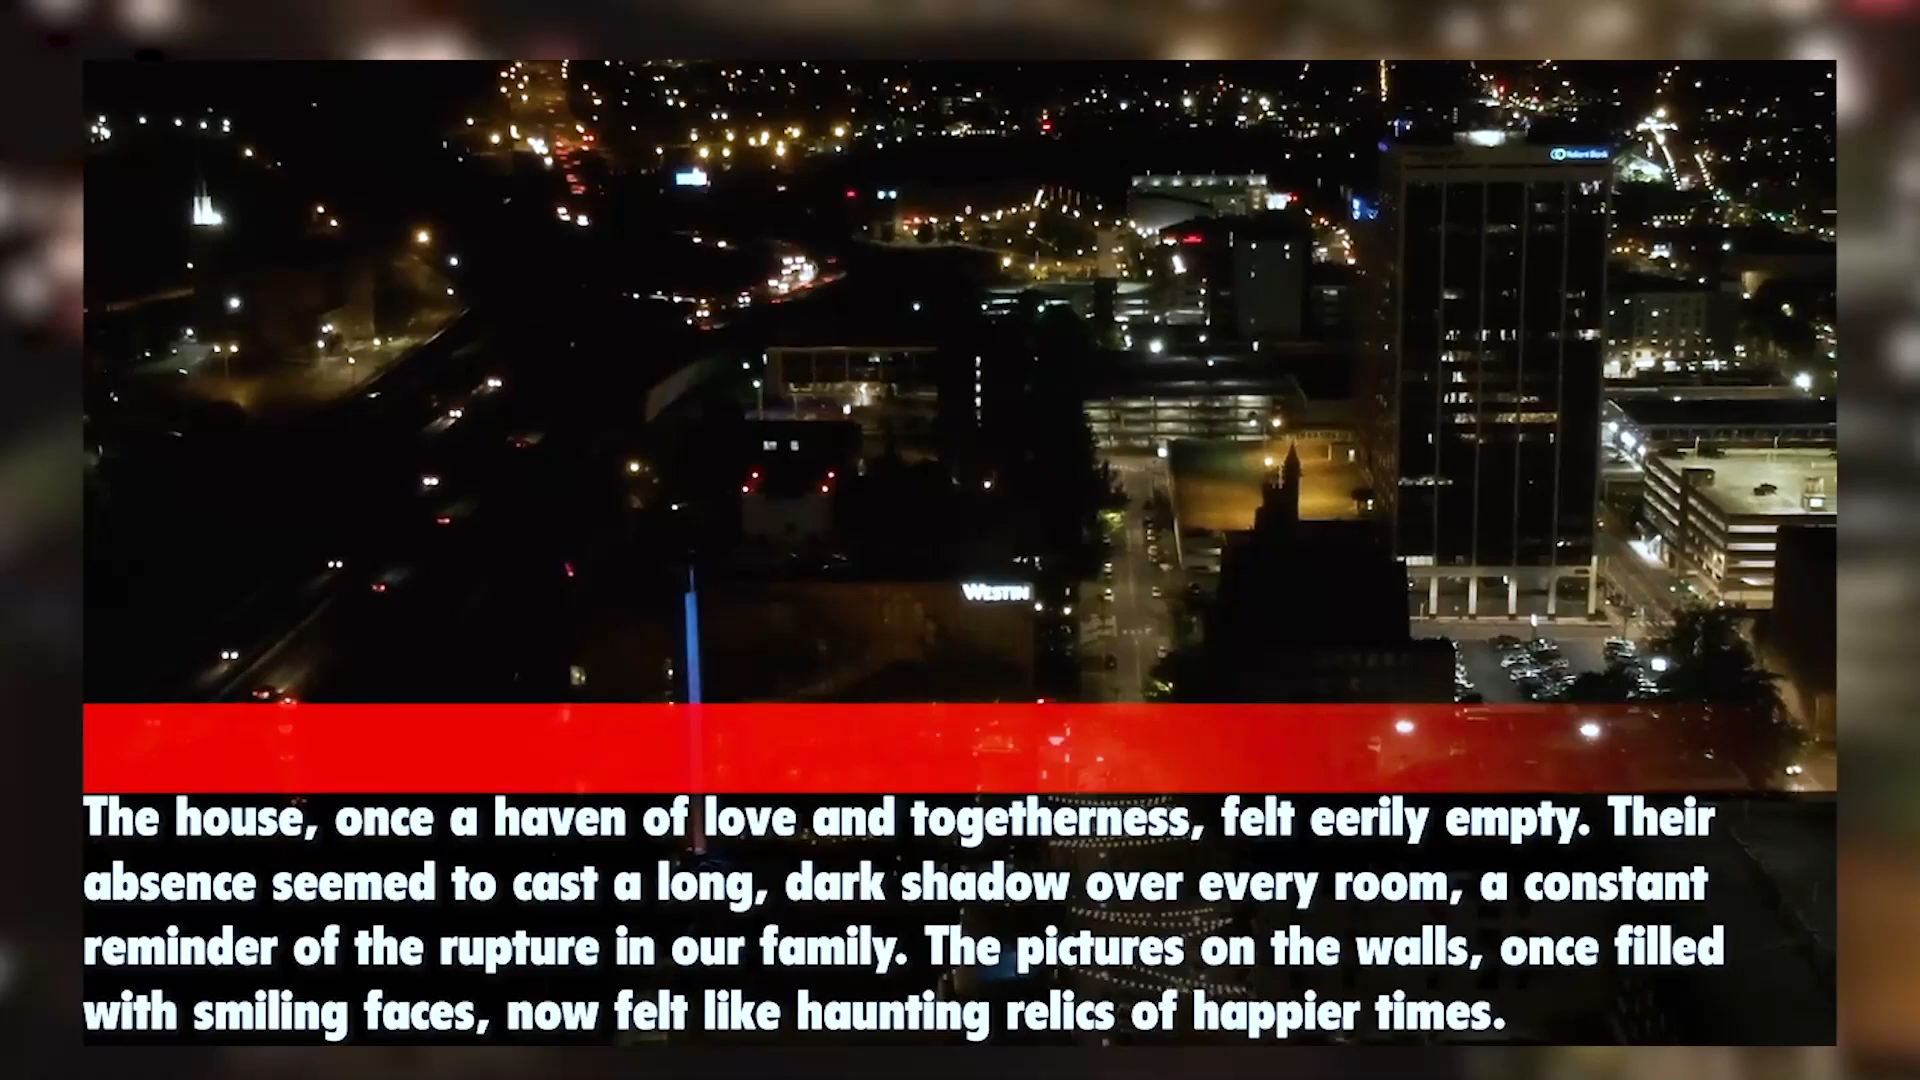 WESTIN
The house, once a haven of love and togetherness, felt eerily empty. Their
absence seemed to cast a long, dark shadow over every room, a constant
reminder of the rupture in our family. The pictures on the walls, once filled
with smiling faces, now felt like haunting relics of happier times.